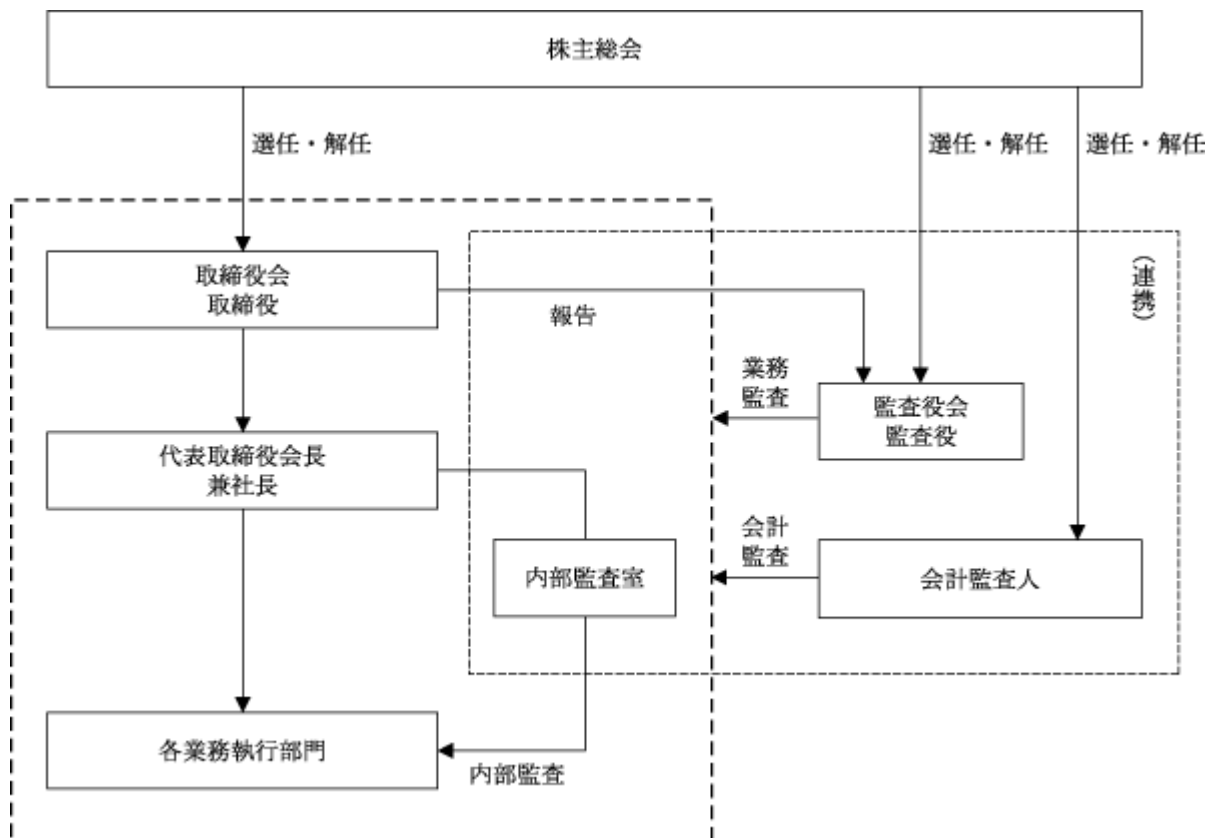 株主総会
選任・解任
選任・解任
選任・解任
取締役会
取締役
報告
(連携)
業務
監査
監査役会
監査役
代表取締役会長
兼社長
会計
監査
内部監査室
会計監査人
各業務執行部門
内部監査